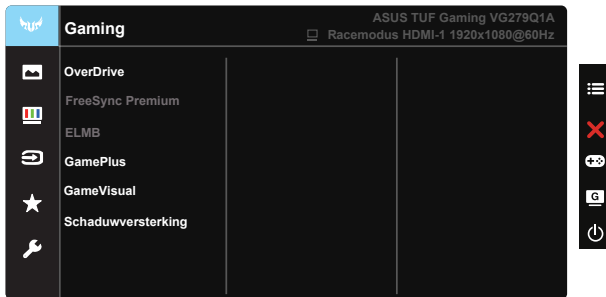 Gaming
ASUS TUF Gaming VG279Q1A
Racemodus HDMI-1 1920x1080@60Hz
OverDrive
FreeSync Premium
ELMB
GamePlus
GameVisual
Schaduwversterking
G